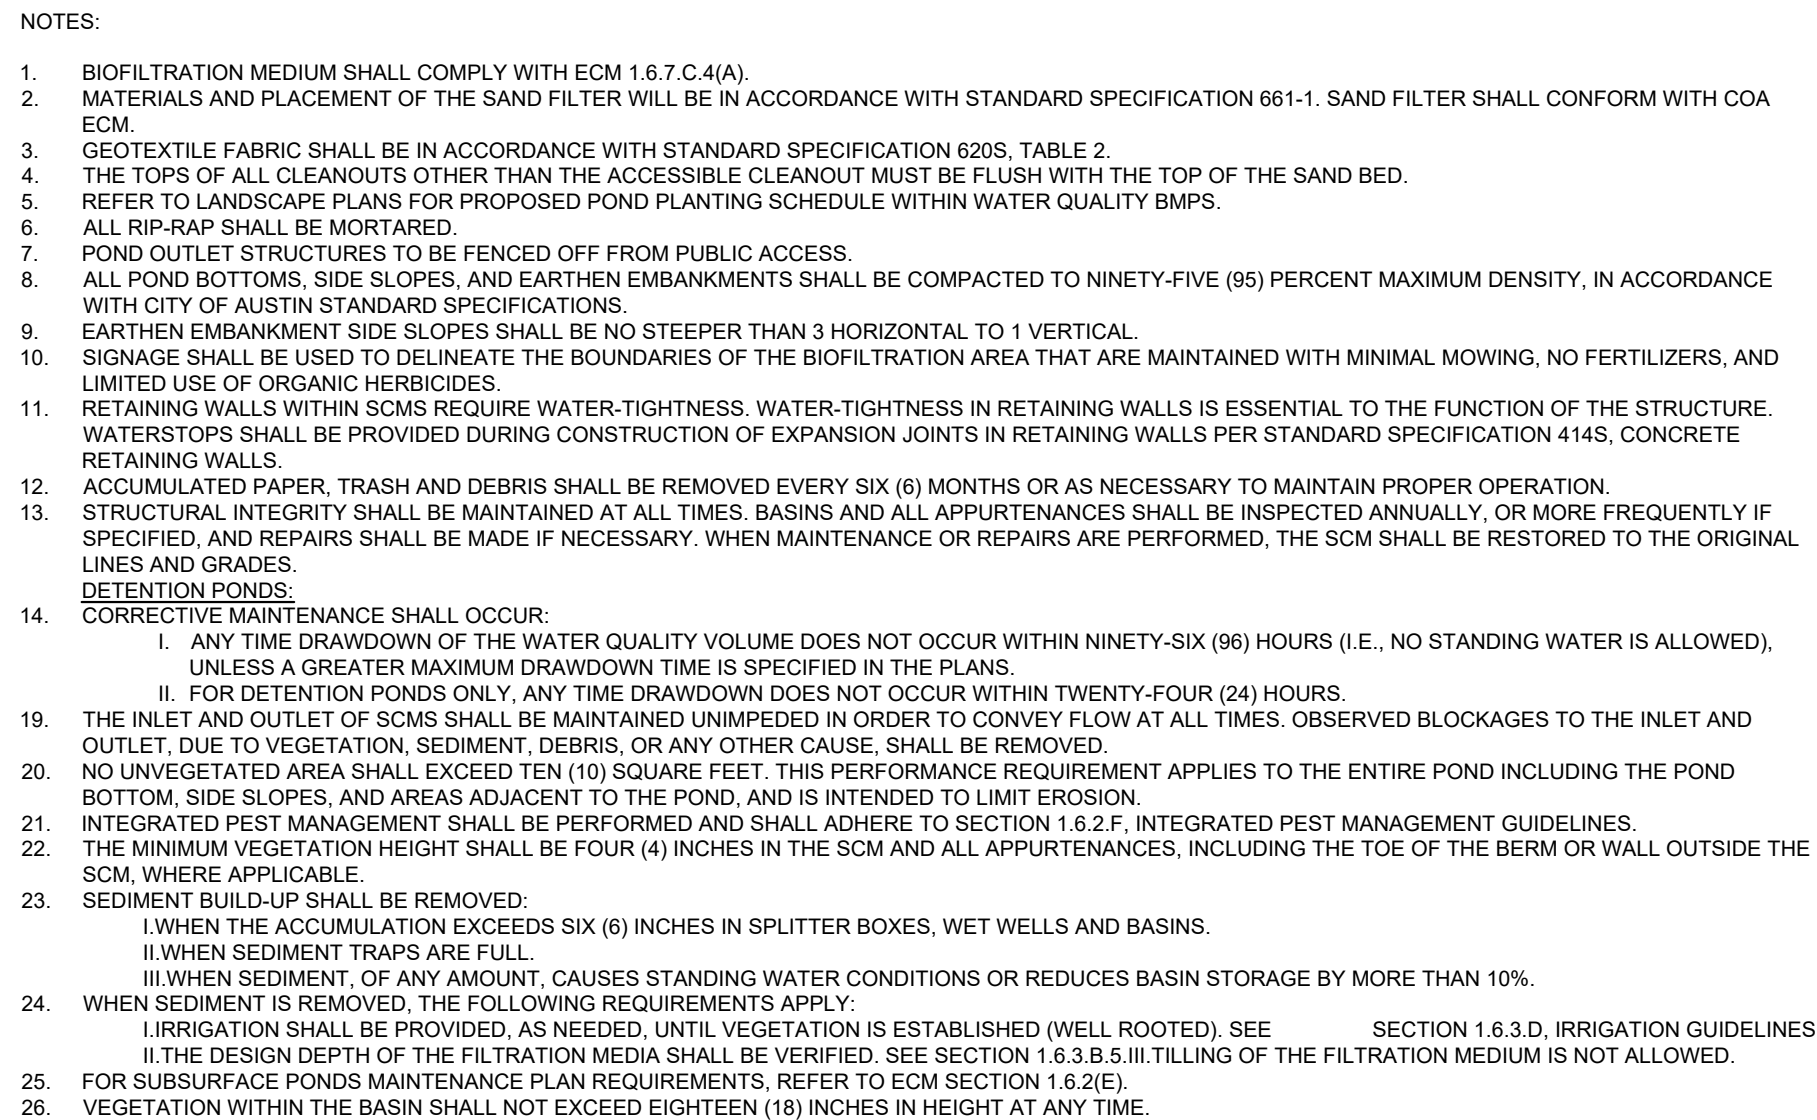 NOTES:
1. BIOFILTRATION MEDIUM SHALL COMPLY WITH ECM 1.6.7.C.4(A).
2. MATERIALS AND PLACEMENT OF THE SAND FILTER WILL BE IN ACCORDANCE WITH STANDARD SPECIFICATION 661-1. SAND FILTER SHALL CONFORM WITH COA
ECM.
3. GEOTEXTILE FABRIC SHALL BE IN ACCORDANCE WITH STANDARD SPECIFICATION 620S, TABLE 2.
4. THE TOPS OF ALL CLEANOUTS OTHER THAN THE ACCESSIBLE CLEANOUT MUST BE FLUSH WITH THE TOP OF THE SAND BED.
5. REFER TO LANDSCAPE PLANS FOR PROPOSED POND PLANTING SCHEDULE WITHIN WATER QUALITY BMPS.
6. ALL RIP-RAP SHALL BE MORTARED.
7. POND OUTLET STRUCTURES TO BE FENCED OFF FROM PUBLIC ACCESS.
8. ALL POND BOTTOMS, SIDE SLOPES, AND EARTHEN EMBANKMENTS SHALL BE COMPACTED TO NINETY-FIVE (95) PERCENT MAXIMUM DENSITY, IN ACCORDANCE
WITH CITY OF AUSTIN STANDARD SPECIFICATIONS.
9. EARTHEN EMBANKMENT SIDE SLOPES SHALL BE NO STEEPER THAN 3 HORIZONTAL TO 1 VERTICAL.
10. SIGNAGE SHALL BE USED TO DELINEATE THE BOUNDARIES OF THE BIOFILTRATION AREA THAT ARE MAINTAINED WITH MINIMAL MOWING, NO FERTILIZERS, AND
LIMITED USE OF ORGANIC HERBICIDES.
11. RETAINING WALLS WITHIN SCMS REQUIRE WATER-TIGHTNESS. WATER-TIGHTNESS IN RETAINING WALLS IS ESSENTIAL TO THE FUNCTION OF THE STRUCTURE.
WATERSTOPS SHALL BE PROVIDED DURING CONSTRUCTION OF EXPANSION JOINTS IN RETAINING WALLS PER STANDARD SPECIFICATION 414S, CONCRETE
RETAINING WALLS.
12. ACCUMULATED PAPER, TRASH AND DEBRIS SHALL BE REMOVED EVERY SIX (6) MONTHS OR AS NECESSARY TO MAINTAIN PROPER OPERATION.
13. STRUCTURAL INTEGRITY SHALL BE MAINTAINED AT ALL TIMES. BASINS AND ALL APPURTENANCES SHALL BE INSPECTED ANNUALLY, OR MORE FREQUENTLY IF
SPECIFIED, AND REPAIRS SHALL BE MADE IF NECESSARY. WHEN MAINTENANCE OR REPAIRS ARE PERFORMED, THE SCM SHALL BE RESTORED TO THE ORIGINAL
LINES AND GRADES.
DETENTION PONDS:
14. CORRECTIVE MAINTENANCE SHALL OCCUR:
I. ANY TIME DRAWDOWN OF THE WATER QUALITY VOLUME DOES NOT OCCUR WITHIN NINETY-SIX (96) HOURS (I.E., NO STANDING WATER IS ALLOWED),
UNLESS A GREATER MAXIMUM DRAWDOWN TIME IS SPECIFIED IN THE PLANS.
II. FOR DETENTION PONDS ONLY, ANY TIME DRAWDOWN DOES NOT OCCUR WITHIN TWENTY-FOUR (24) HOURS.
19. THE INLET AND OUTLET OF SCMS SHALL BE MAINTAINED UNIMPEDED IN ORDER TO CONVEY FLOW AT ALL TIMES. OBSERVED BLOCKAGES TO THE INLET AND
OUTLET, DUE TO VEGETATION, SEDIMENT, DEBRIS, OR ANY OTHER CAUSE, SHALL BE REMOVED.
20. NO UNVEGETATED AREA SHALL EXCEED TEN (10) SQUARE FEET. THIS PERFORMANCE REQUIREMENT APPLIES TO THE ENTIRE POND INCLUDING THE POND
BOTTOM, SIDE SLOPES, AND AREAS ADJACENT TO THE POND, AND IS INTENDED TO LIMIT EROSION.
21. INTEGRATED PEST MANAGEMENT SHALL BE PERFORMED AND SHALL ADHERE TO SECTION 1.6.2.F, INTEGRATED PEST MANAGEMENT GUIDELINES.
22. THE MINIMUM VEGETATION HEIGHT SHALL BE FOUR (4) INCHES IN THE SCM AND ALL APPURTENANCES, INCLUDING THE TOE OF THE BERM OR WALL OUTSIDE THE
SCM, WHERE APPLICABLE.
23. SEDIMENT BUILD-UP SHALL BE REMOVED:
I.WHEN THE ACCUMULATION EXCEEDS SIX (6) INCHES IN SPLITTER BOXES, WET WELLS AND BASINS.
II.WHEN SEDIMENT TRAPS ARE FULL.
III.WHEN SEDIMENT, OF ANY AMOUNT, CAUSES STANDING WATER CONDITIONS OR REDUCES BASIN STORAGE BY MORE THAN 10%.
24. WHEN SEDIMENT IS REMOVED, THE FOLLOWING REQUIREMENTS APPLY:
I.IRRIGATION SHALL BE PROVIDED, AS NEEDED, UNTIL VEGETATION IS ESTABLISHED (WELL ROOTED). SEE SECTION 1.6.3.D, IRRIGATION GUIDELINES
II.THE DESIGN DEPTH OF THE FILTRATION MEDIA SHALL BE VERIFIED. SEE SECTION 1.6.3.B.5.III.TILLING OF THE FILTRATION MEDIUM IS NOT ALLOWED.
25. FOR SUBSURFACE PONDS MAINTENANCE PLAN REQUIREMENTS, REFER TO ECM SECTION 1.6.2(E).
26. VEGETATION WITHIN THE BASIN SHALL NOT EXCEED EIGHTEEN (18) INCHES IN HEIGHT AT ANY TIME.